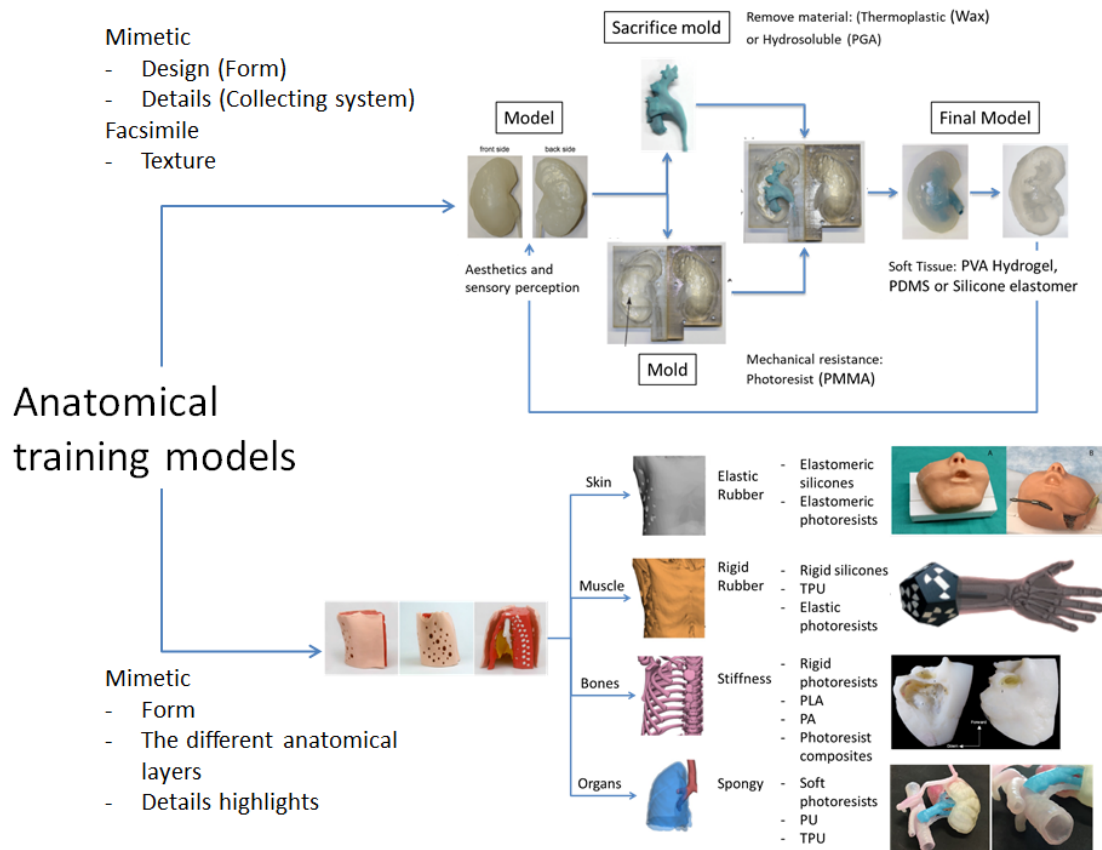 Mimetic
- Design (Form)
- Details (Collecting system)
Facsimile
- Texture
Sacrifice mold
Remove material: (Thermoplastic (Wax)
or Hydrosoluble (PGA)
Model
front side
back side
Final Model
Aesthetics and
sensory perception
Soft Tissue: PVA Hydrogel,
PDMS or Silicone elastomer
Mold
Mechanical resistance:
Photoresist (PMMA)
Anatomical
training models
Skin
Elastic
Rubber
- Elastomeric
silicones
- Elastomeric
photoresists
A
B
Muscle
Rigid
Rubber
- Rigid silicones
- TPU
- Elastic
photoresists
Bones
Stiffness
- Rigid
photoresists
- PLA
- PA
- Photoresist
composites
Forward
Organs
Spongy
- Soft
photoresists
- PU
- TPU
Mimetic
- Form
- The different anatomical
layers
- Details highlights